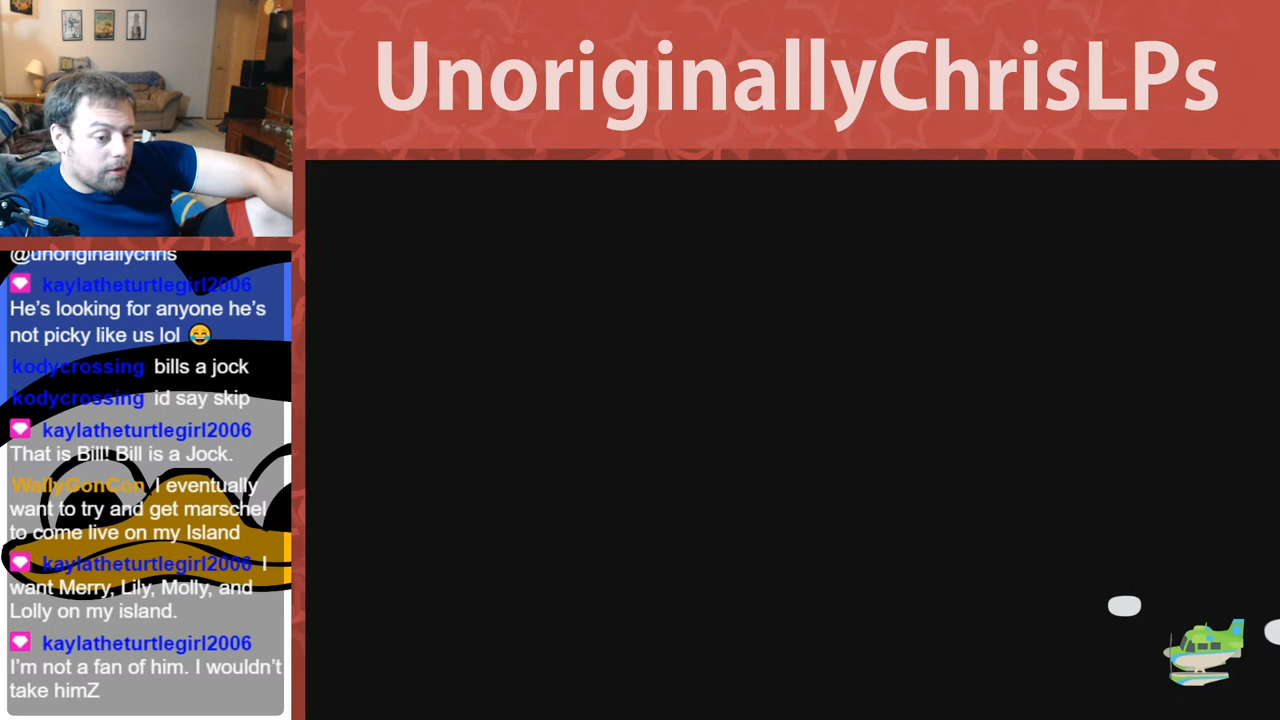 UnoriginallyChrisLPs
@unoriginallychris
kaylatheturtlegirl2006
He's looking for anyone he's
not picky like us lol 😂
kodycrossing bills a jock
kodycrossing id say skip
kaylatheturtlegirl2006
That is Bill! Bill is a Jock.
WallyGonCon I eventually
want to try and get marschel
to come live on my Island
kaylatheturtlegirl2006 I
want Merry, Lily, Molly, and
Lolly on my island.
kaylatheturtlegirl2006
I'm not a fan of him. I wouldn't
take himZ